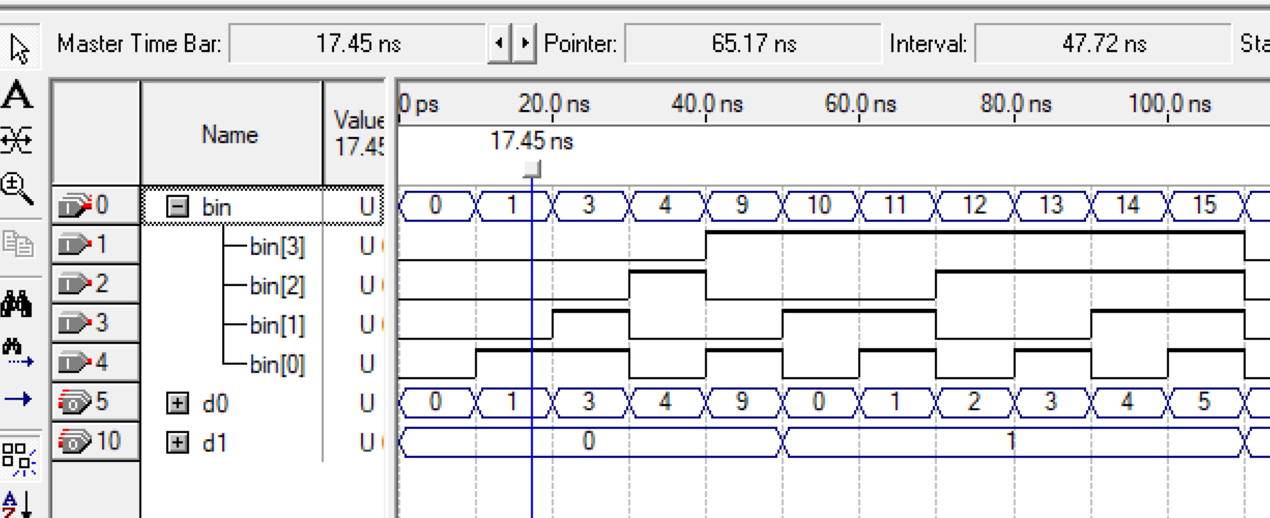 Master Time Bar: 17.45 ns Pointer: 65.17 ns Interval: 47.72 ns Sta
0 ps 20.0 ns 40.0 ns 60.0 ns 80.0 ns 100.0 ns
Name Value
17.45
17.45 ns
0 bin U 0 1 3 4 9 10 11 12 13 14 15
1 bin[3] U
2 bin[2] U
3 bin[1] U
4 bin[0] U
5 d0 U 0 1 3 4 9 0 1 2 3 4 5
10 d1 U 0 1